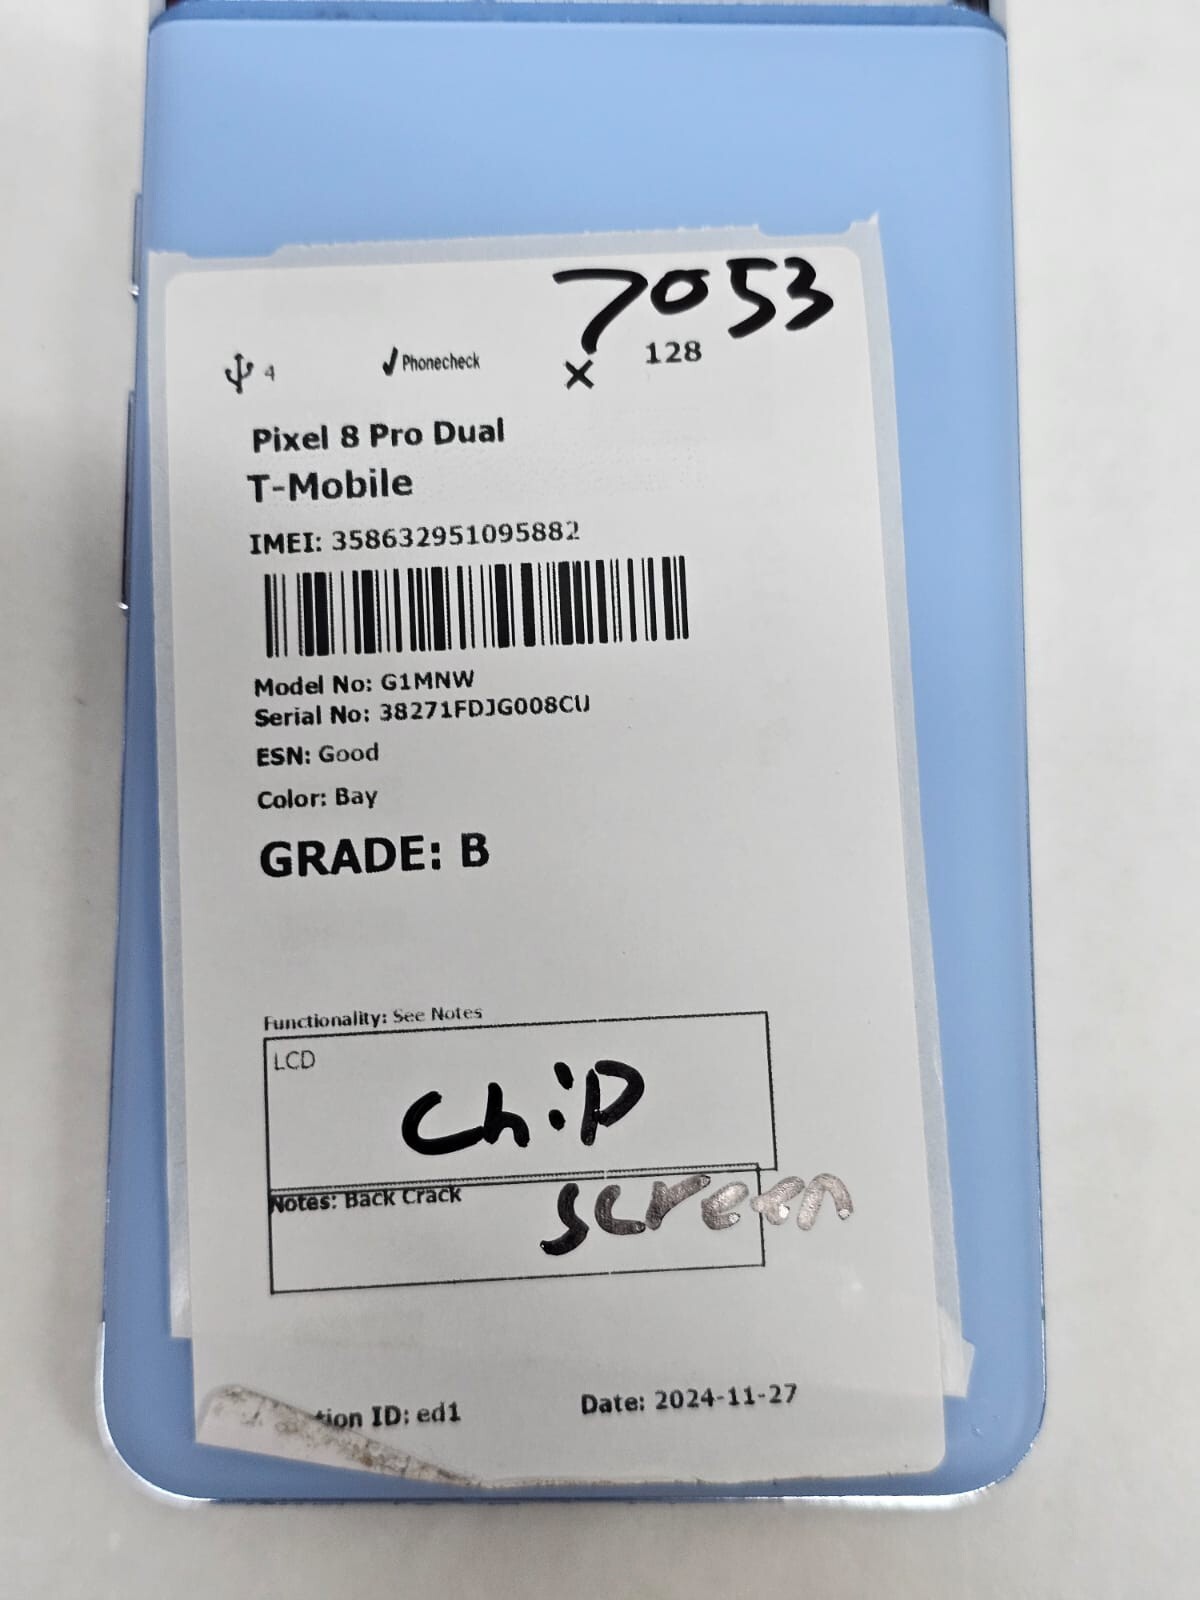 7053
4 Phonecheck X 128
Pixel 8 Pro Dual
T-Mobile
IMEI: 358632951095882
Model No: G1MNW
Serial No: 38271FDJG008CU
ESN: Good
Color: Bay
GRADE: B
Functionality: See Notes
LCD
Chip
Notes: Back Crack
screen
tion ID: ed1 Date: 2024-11-27